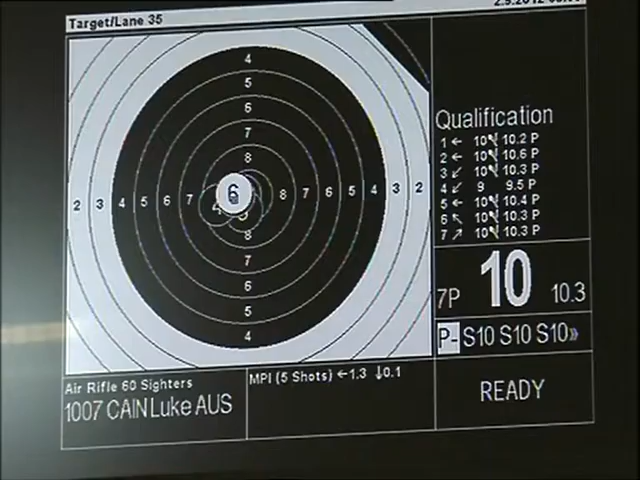 Target/Lane 35
4
5
6
7
8
2 3 4 5 6 7 6 8 7 6 5 4 3 2
8
7
6
5
4
Qualification
1 ← 10 10.2 P
2 ← 10 10.6 P
3 ↙ 10 10.3 P
4 ↙ 9 9.5 P
5 ← 10 10.4 P
6 ↖ 10 10.3 P
7 ↗ 10 10.3 P
7P 10 10.3
P- S10 S10 S10»
Air Rifle 60 Sighters
1007 CAIN Luke AUS
MPI (5 Shots) ←1.3 ↓0.1
READY